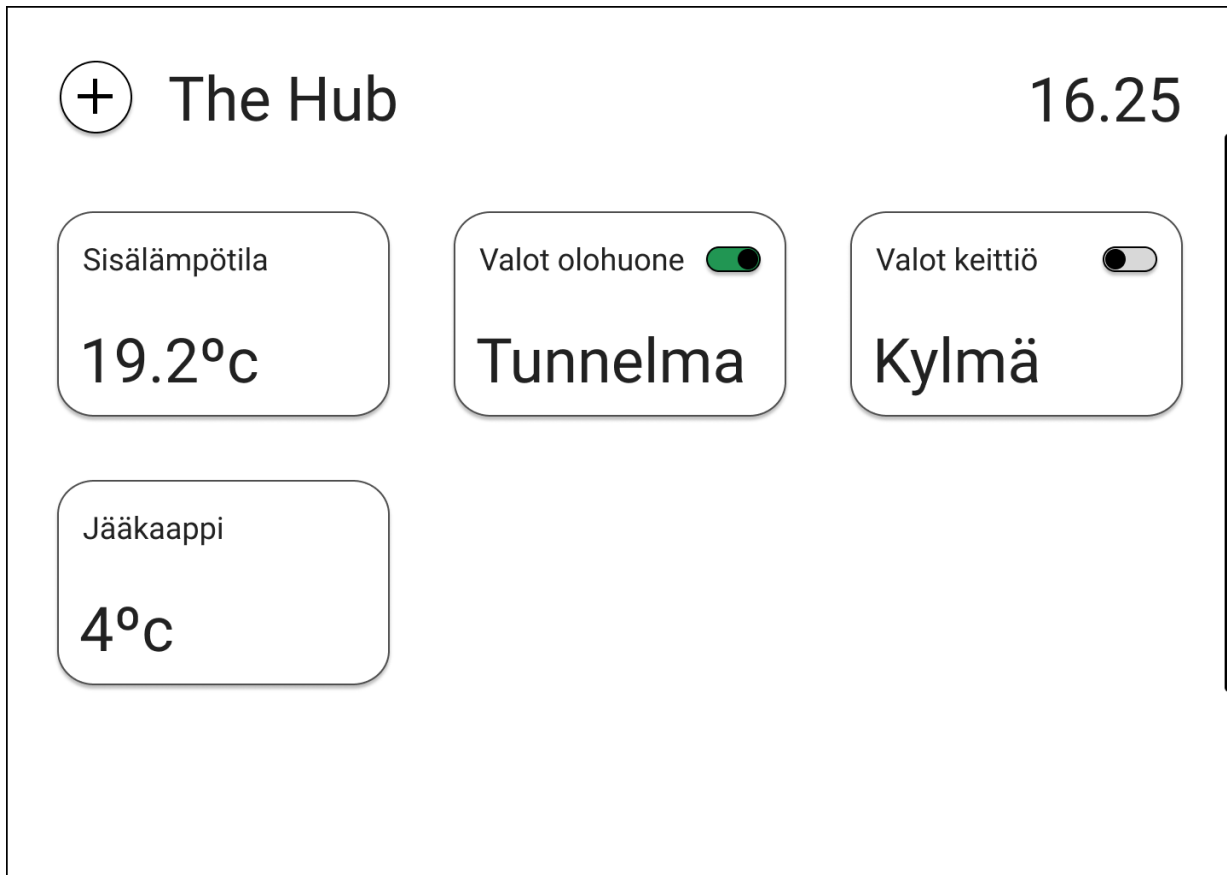 The Hub
16.25
Sisälämpötila
19.2ºc
Valot olohuone
Tunnelma
Valot keittiö
Kylmä
Jääkaappi
4ºc